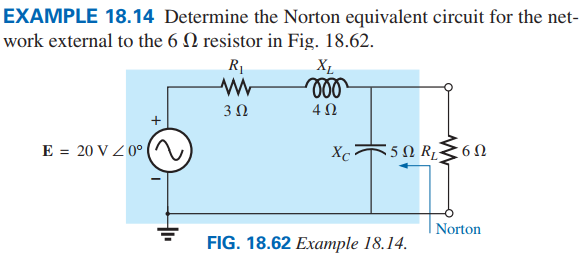 EXAMPLE 18.14 Determine the Norton equivalent circuit for the net-
work external to the 6 Ω resistor in Fig. 18.62.
R1 XL
3 Ω 4 Ω
+
E = 20 V ∠ 0° XC 5 Ω RL 6 Ω
–
Norton
FIG. 18.62 Example 18.14.